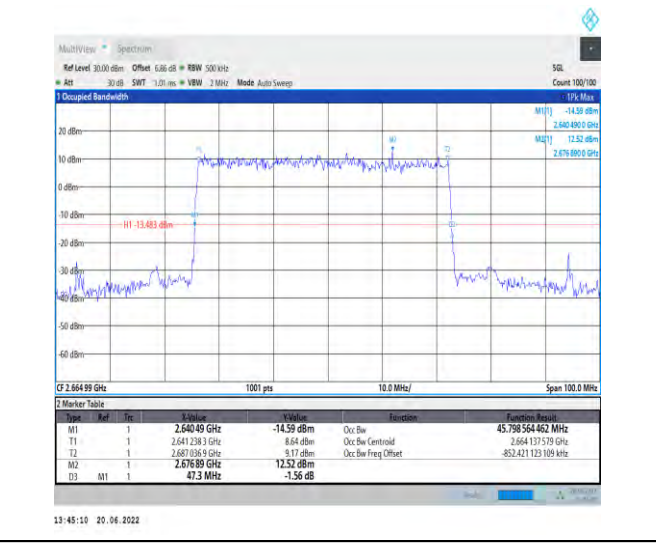 MultiView Spectrum
Ref Level 30.00 dBm Offset 6.86 dB RBW 500 kHz SGL
Att 30 dB SWT 1.01 ms VBW 2 MHz Mode Auto Sweep Count 100/100
1 Occupied Bandwidth 1Pk Max
M1[1] -14.59 dBm
2.640 490 0 GHz
M2[1] 12.52 dBm
2.676 890 0 GHz
20 dBm
M2
T1 T2
10 dBm
0 dBm
-10 dBm
M1
H1 -13.483 dBm
D3
-20 dBm
-30 dBm
-40 dBm
-50 dBm
-60 dBm
CF 2.664 99 GHz 1001 pts 10.0 MHz/ Span 100.0 MHz
2 Marker Table
Type Ref Trc X-Value Y-Value Function Function Result
M1 1 2.640 49 GHz -14.59 dBm Occ Bw 45.798 564 462 MHz
T1 1 2.641 238 3 GHz 8.64 dBm Occ Bw Centroid 2.664 137 579 GHz
T2 1 2.687 036 9 GHz 9.17 dBm Occ Bw Freq Offset -852.421 123 109 kHz
M2 1 2.676 89 GHz 12.52 dBm
D3 M1 1 47.3 MHz -1.56 dB
13:45:10 20.06.2022